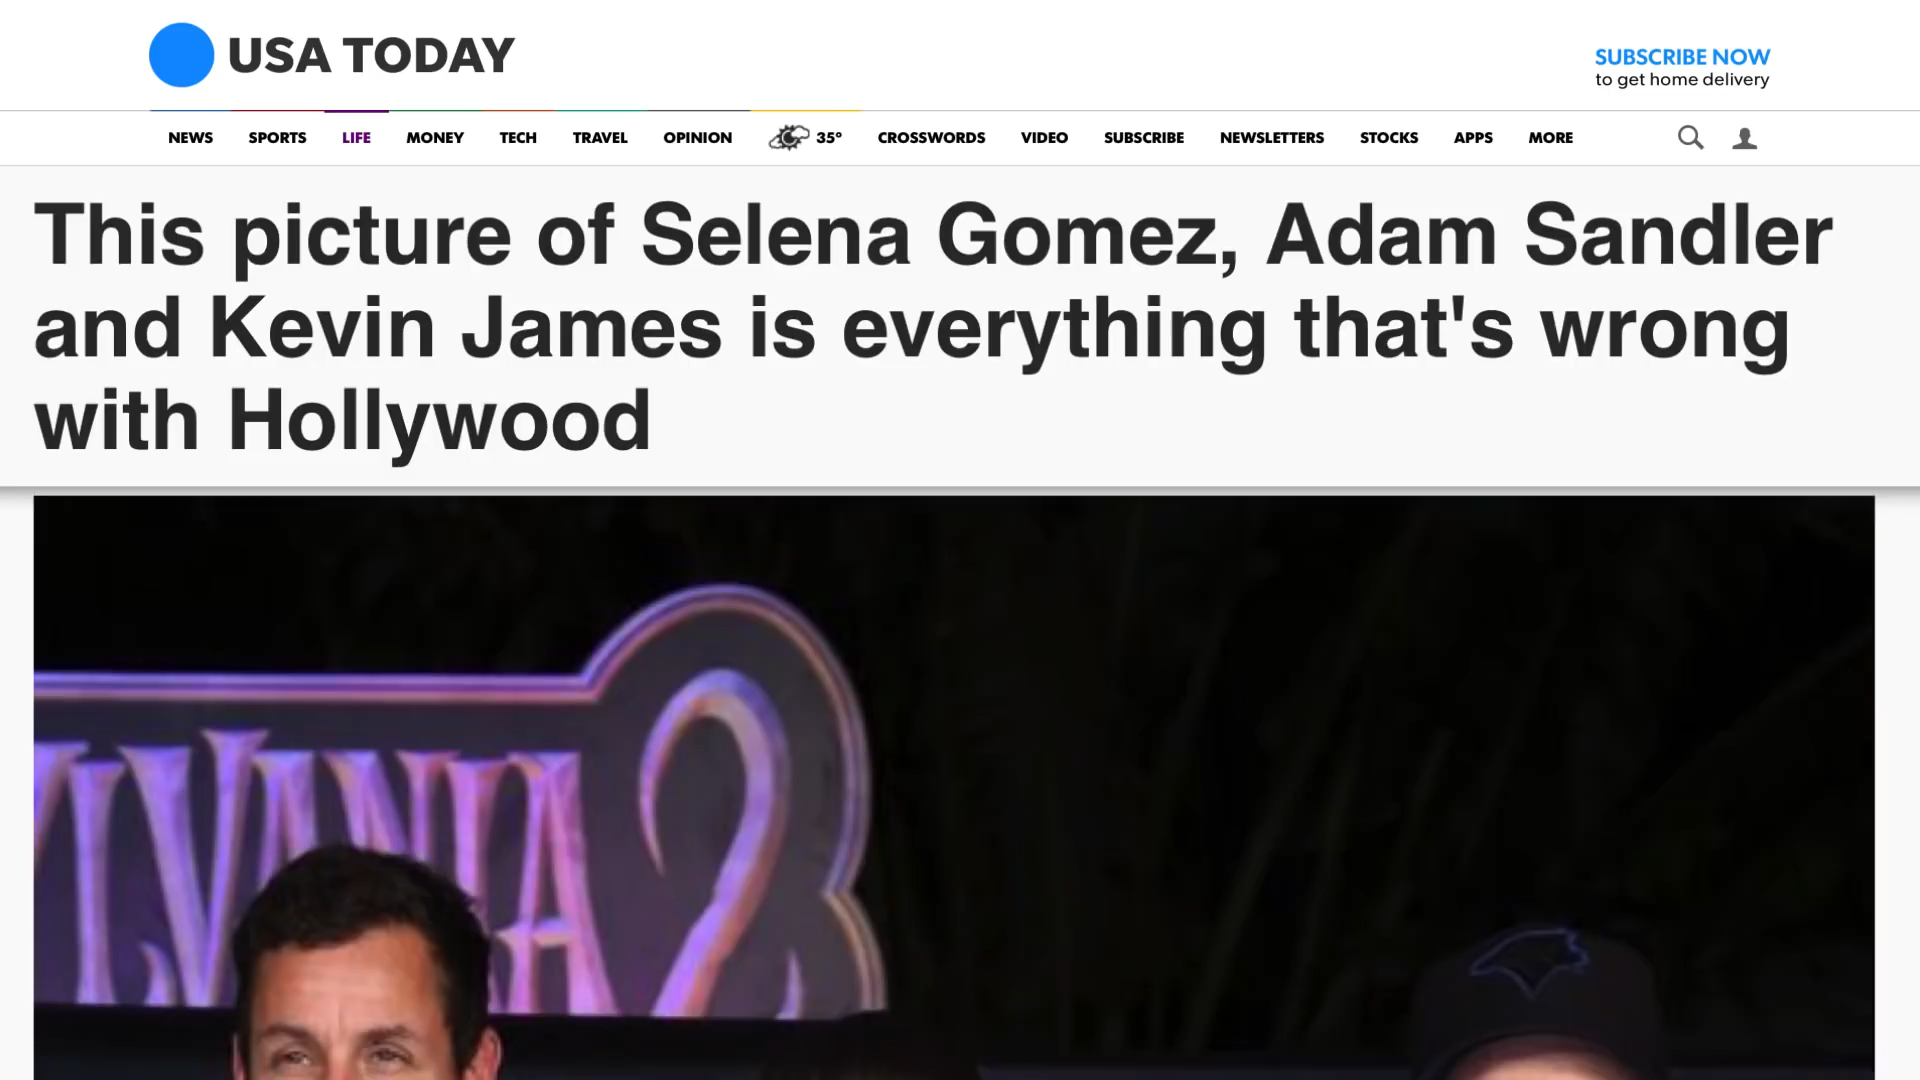 USA TODAY
SUBSCRIBE NOW
to get home delivery
NEWS SPORTS LIFE MONEY TECH TRAVEL OPINION 35° CROSSWORDS VIDEO SUBSCRIBE NEWSLETTERS STOCKS APPS MORE
This picture of Selena Gomez, Adam Sandler
and Kevin James is everything that's wrong
with Hollywood
YLVANIA 2